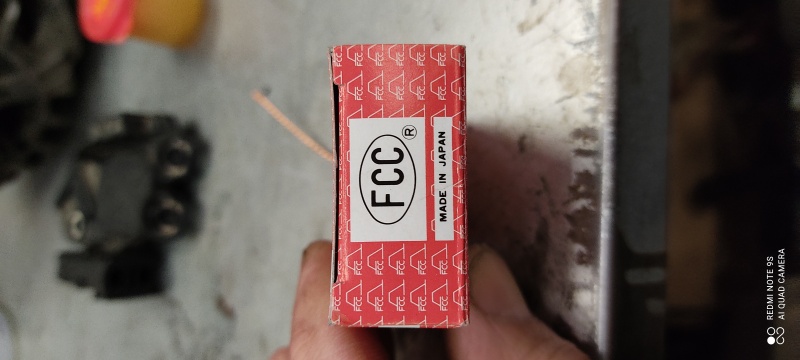 FCC
®
MADE IN JAPAN
REDMI NOTE 9S
AI QUAD CAMERA